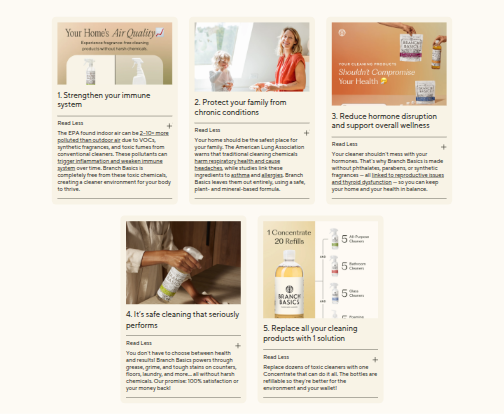 Your Home's Air Quality
Experience fragrance-free cleaning
products without harsh chemicals.
1. Strengthen your immune
system
Read Less
+
The EPA found indoor air can be 2-10× more
polluted than outdoor air due to VOCs,
synthetic fragrances, and toxic fumes from
conventional cleaners. These pollutants can
trigger inflammation and weaken immune
system over time. Branch Basics is
completely free from these toxic chemicals,
creating a cleaner environment for your body
to thrive.
2. Protect your family from
chronic conditions
Read Less
+
Your home should be the safest place for
your family. The American Lung Association
warns that traditional cleaning chemicals
harm respiratory health and cause
headaches, while studies link these
ingredients to asthma and allergies. Branch
Basics leaves them out entirely, using a safe,
plant- and mineral-based formula.
YOUR CLEANING PRODUCTS
Shouldn't Compromise
Your Health
3. Reduce hormone disruption
and support overall wellness
Read Less
+
Your cleaner shouldn't mess with your
hormones. That's why Branch Basics is made
without phthalates, parabens, or synthetic
fragrances — all linked to reproductive issues
and thyroid dysfunction — so you can keep
your home and your health in balance.
4. It's safe cleaning that seriously
performs
Read Less
+
You don't have to choose between health
and results! Branch Basics powers through
grease, grime, and tough stains on counters,
floors, laundry, and more... all without harsh
chemicals. Our promise: 100% satisfaction or
your money back!
1 Concentrate
20 Refills
BRANCH
BASICS
5 All-Purpose
Cleaners
5 Bathroom
Cleaners
5 Glass
Cleaners
5
5. Replace all your cleaning
products with 1 solution
Read Less
+
Replace dozens of toxic cleaners with one
Concentrate that can do it all. The bottles are
refillable so they're better for the
environment and your wallet!